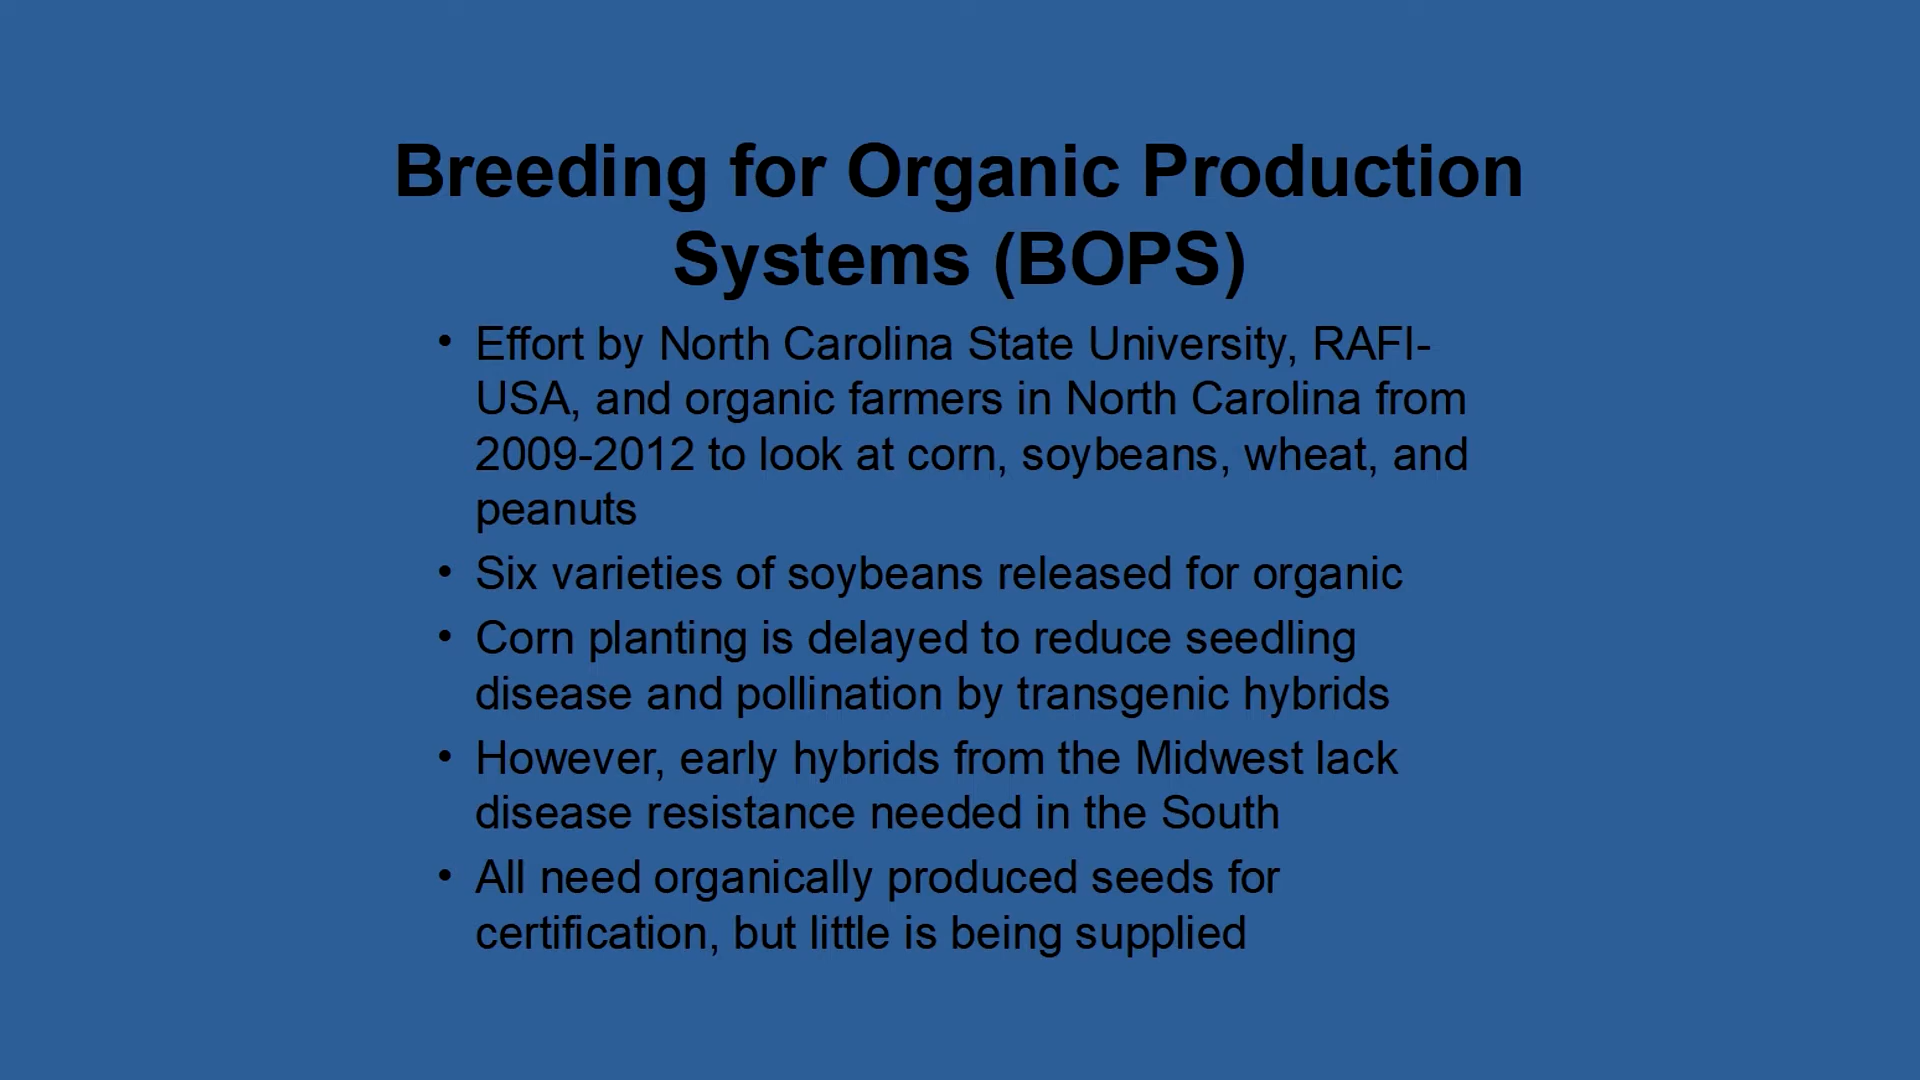 Breeding for Organic Production
Systems (BOPS)
• Effort by North Carolina State University, RAFI-
USA, and organic farmers in North Carolina from
2009-2012 to look at corn, soybeans, wheat, and
peanuts
• Six varieties of soybeans released for organic
• Corn planting is delayed to reduce seedling
disease and pollination by transgenic hybrids
• However, early hybrids from the Midwest lack
disease resistance needed in the South
• All need organically produced seeds for
certification, but little is being supplied